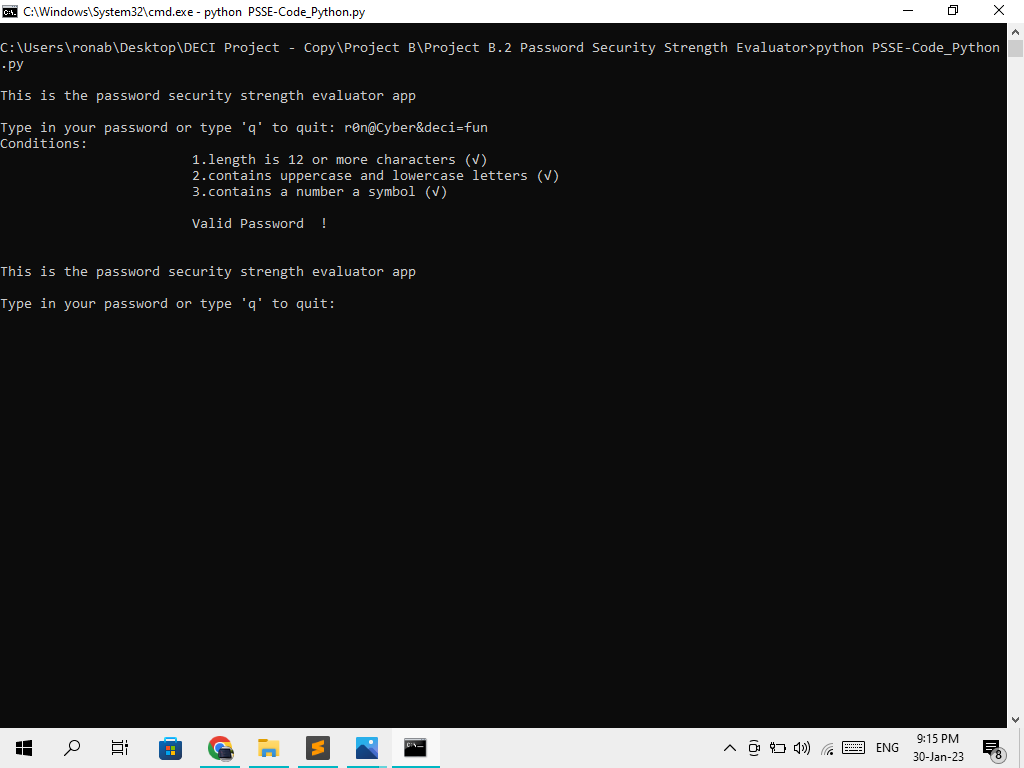 C:\Windows\System32\cmd.exe - python  PSSE-Code_Python.py
C:\Users\ronab\Desktop\DECI Project - Copy\Project B\Project B.2 Password Security Strength Evaluator>python PSSE-Code_Python
.py
This is the password security strength evaluator app
Type in your password or type 'q' to quit: r0n@Cyber&deci=fun
Conditions:
1.length is 12 or more characters (√)
2.contains uppercase and lowercase letters (√)
3.contains a number a symbol (√)
Valid Password  !
This is the password security strength evaluator app
Type in your password or type 'q' to quit:
ENG
9:15 PM
30-Jan-23
8